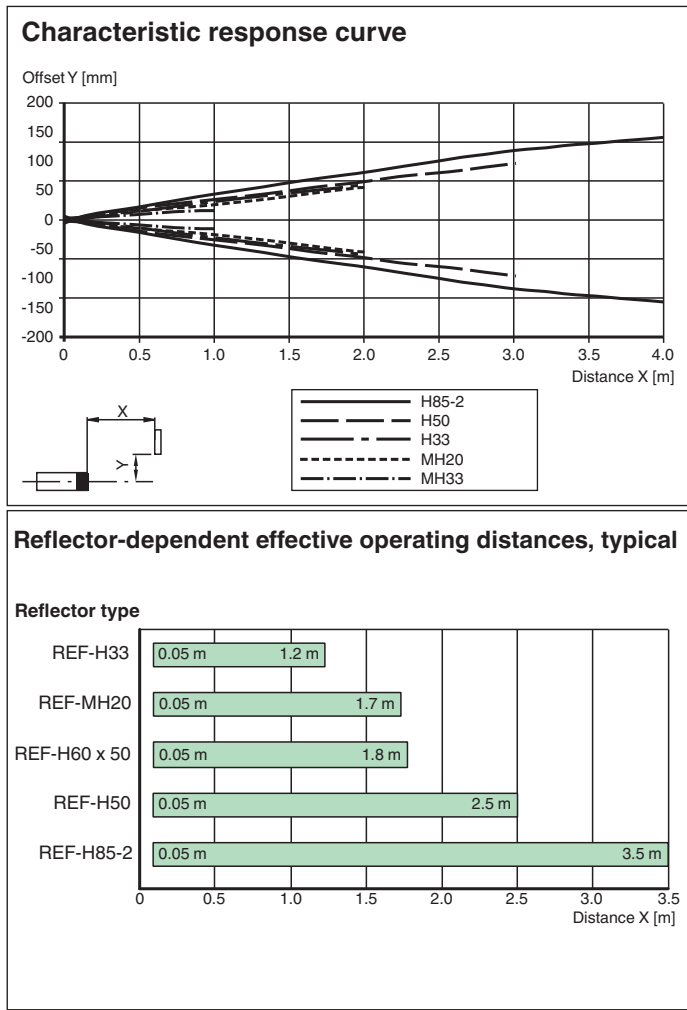 Characteristic response curve
Offset Y [mm]
200
150
100
50
0
-50
-100
-150
-200
0 0.5 1.0 1.5 2.0 2.5 3.0 3.5 4.0
Distance X [m]
X
Y
H85-2
H50
H33
MH20
MH33
Reflector-dependent effective operating distances, typical
Reflector type
REF-H33 0.05 m 1.2 m
REF-MH20 0.05 m 1.7 m
REF-H60 x 50 0.05 m 1.8 m
REF-H50 0.05 m 2.5 m
REF-H85-2 0.05 m 3.5 m
0 0.5 1.0 1.5 2.0 2.5 3.0 3.5
Distance X [m]